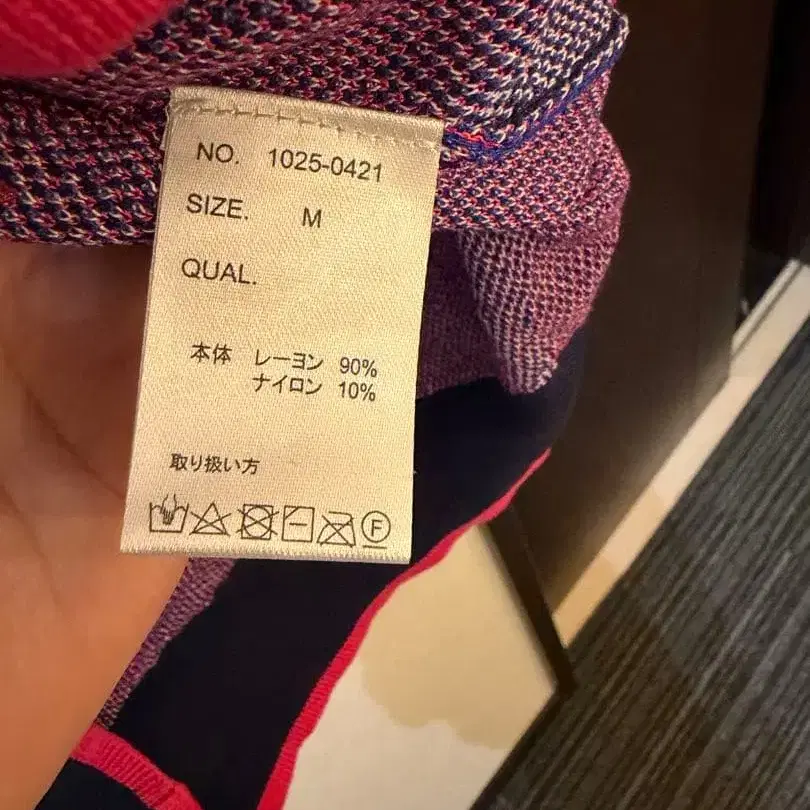 NO. 1025-0421
SIZE. M
QUAL.
本体 レーヨン 90%
ナイロン 10%
取り扱い方
F